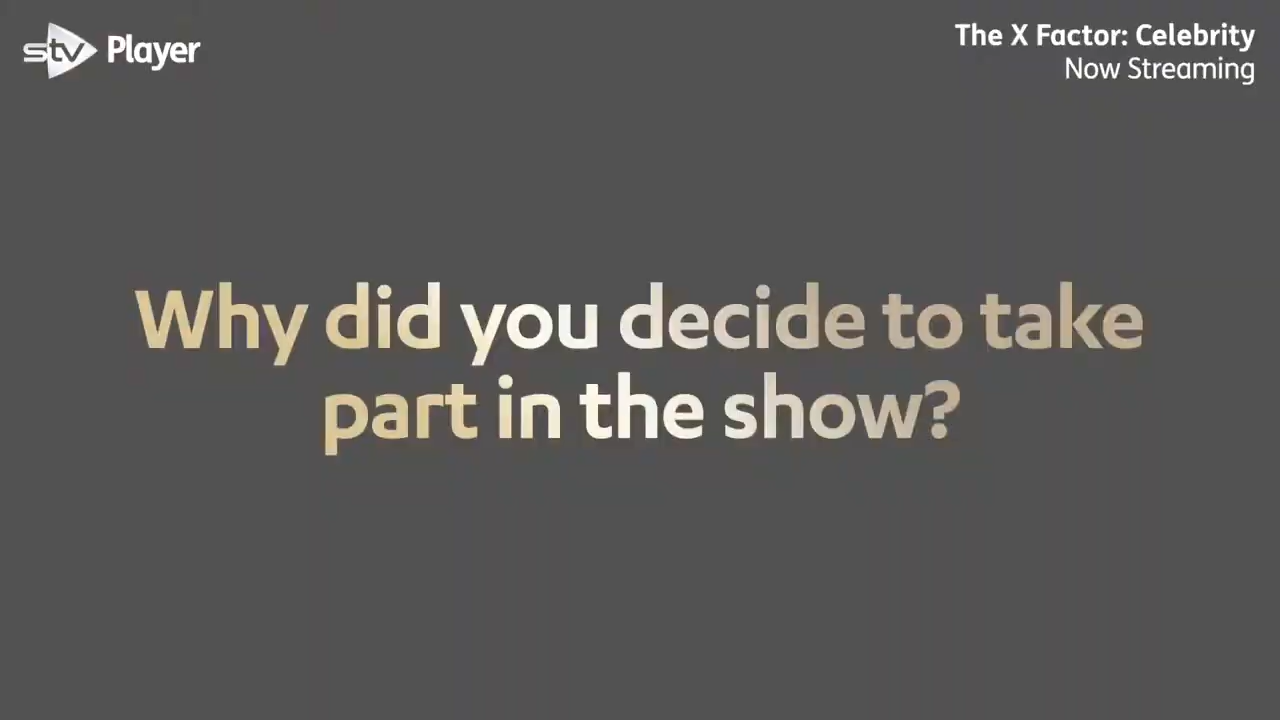 stv Player
The X Factor: Celebrity
Now Streaming
Why did you decide to take
part in the show?